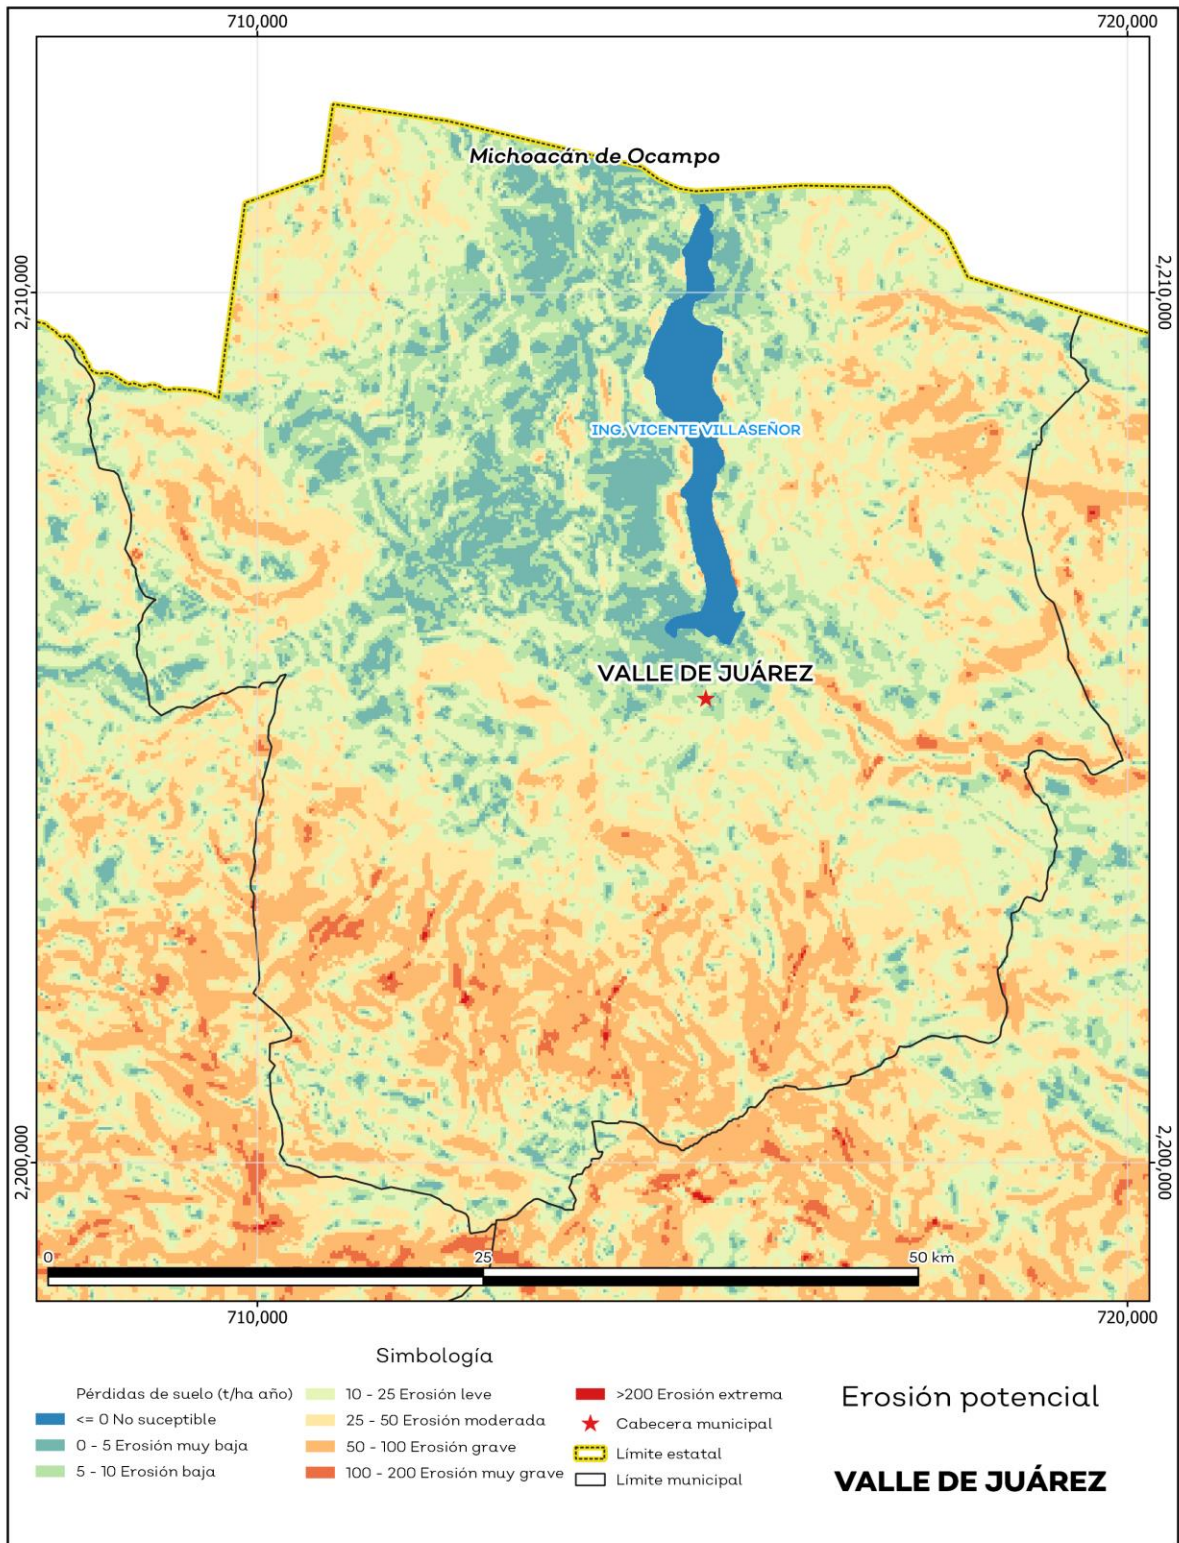 710,000
720,000
Michoacán de Ocampo
2,210,000
2,210,000
ING. VICENTE VILLASEÑOR
VALLE DE JUÁREZ
2,200,000
2,200,000
0
25
50 km
710,000
720,000
Simbología
Pérdidas de suelo (t/ha año)
<= 0 No suceptible
0 - 5 Erosión muy baja
5 - 10 Erosión baja
10 - 25 Erosión leve
25 - 50 Erosión moderada
50 - 100 Erosión grave
100 - 200 Erosión muy grave
>200 Erosión extrema
Cabecera municipal
Límite estatal
Límite municipal
Erosión potencial
VALLE DE JUÁREZ